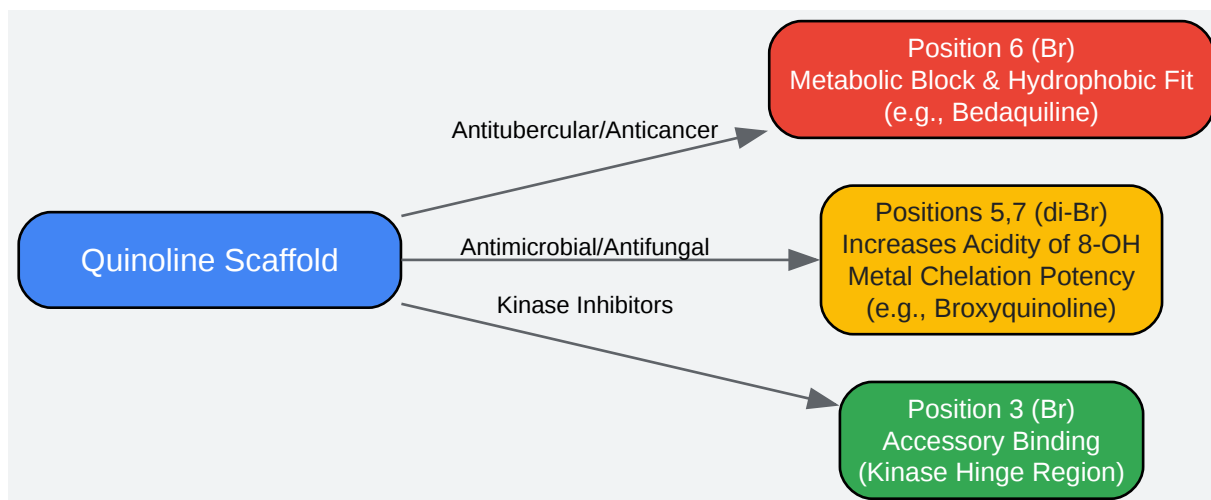 Quinoline Scaffold
Antitubercular/Anticancer
Position 6 (Br)
Metabolic Block & Hydrophobic Fit
(e.g., Bedaquiline)
Antimicrobial/Antifungal
Positions 5,7 (di-Br)
Increases Acidity of 8-OH
Metal Chelation Potency
(e.g., Broxyquinoline)
Kinase Inhibitors
Position 3 (Br)
Accessory Binding
(Kinase Hinge Region)